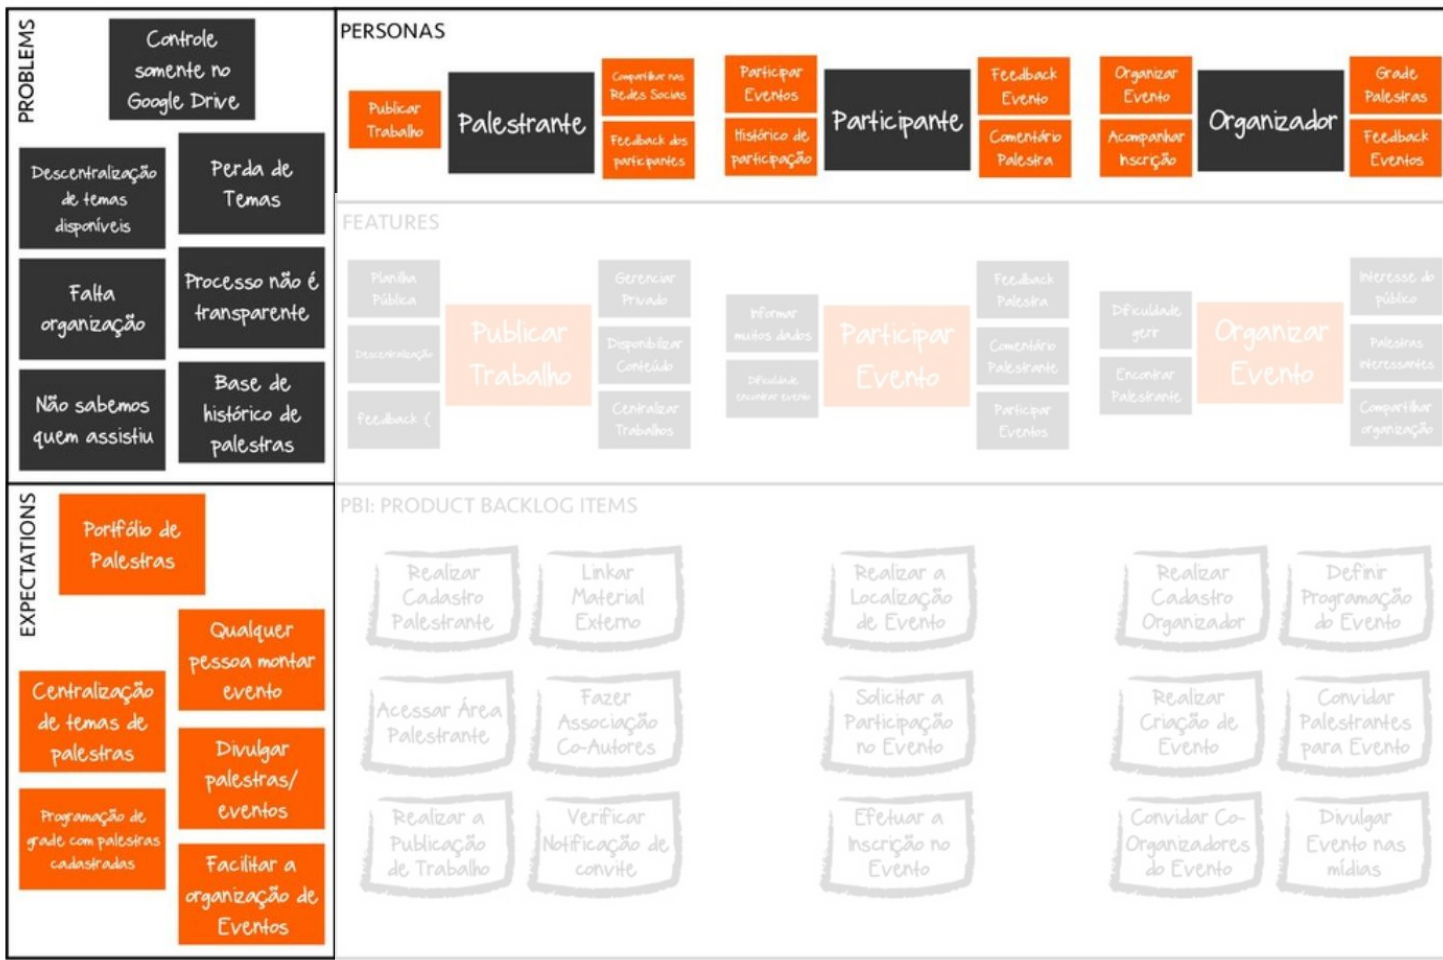 PROBLEMS
Controle
somente no
Google Drive
Descentralização
de temas
disponíveis
Perda de
Temas
Falta
organização
Processo não é
transparente
Não sabemos
quem assistiu
Base de
histórico de
palestras
EXPECTATIONS
Portfólio de
Palestras
Qualquer
pessoa montar
evento
Centralização
de temas de
palestras
Divulgar
palestras/
eventos
Programação de
grade com palestras
cadastradas
Facilitar a
organização de
Eventos
PERSONAS
Publicar
Trabalho
Palestrante
Compartilhar nas
Redes Socias
Feedback dos
participantes
Participar
Eventos
Histórico de
participação
Participante
Feedback
Evento
Comentário
Palestra
Organizar
Evento
Acompanhar
Inscrição
Organizador
Grade
Palestras
Feedback
Eventos
FEATURES
Planilha
Pública
Descentralização
Feedback (
Publicar
Trabalho
Gerenciar
Privado
Disponibilizar
Conteúdo
Centralizar
Trabalhos
Informar
muitos dados
Dificuldade
encontrar evento
Participar
Evento
Feedback
Palestra
Comentário
Palestrante
Participar
Eventos
Dificuldade
gerir
Encontrar
Palestrante
Organizar
Evento
Interesse do
público
Palestras
interessantes
Compartilhar
organização
PBI: PRODUCT BACKLOG ITEMS
Realizar
Cadastro
Palestrante
Linkar
Material
Externo
Realizar a
Localização
de Evento
Realizar
Cadastro
Organizador
Definir
Programação
do Evento
Acessar Área
Palestrante
Fazer
Associação
Co-Autores
Solicitar a
Participação
no Evento
Realizar
Criação de
Evento
Convidar
Palestrantes
para Evento
Realizar a
Publicação
de Trabalho
Verificar
Notificação de
convite
Efetuar a
Inscrição no
Evento
Convidar Co-
Organizadores
do Evento
Divulgar
Evento nas
mídias